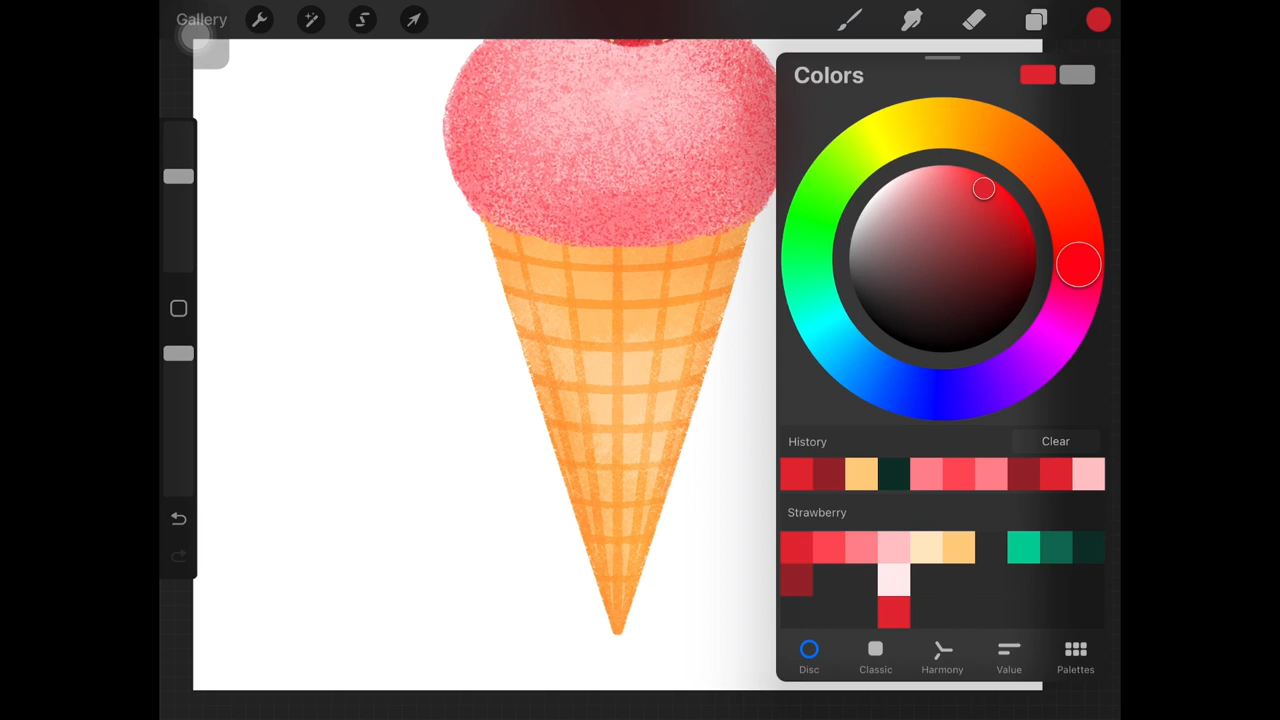 Gallery
Colors
History
Clear
Strawberry
Disc
Classic
Harmony
Value
Palettes